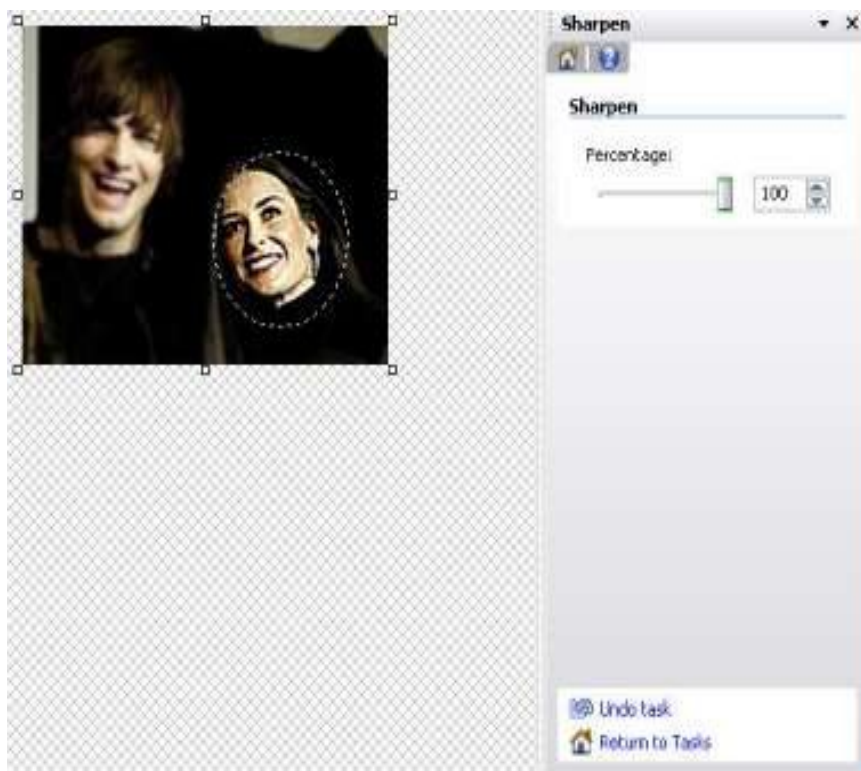 Sharpen
Sharpen
Percentage:
100
Undo task
Return to Tasks